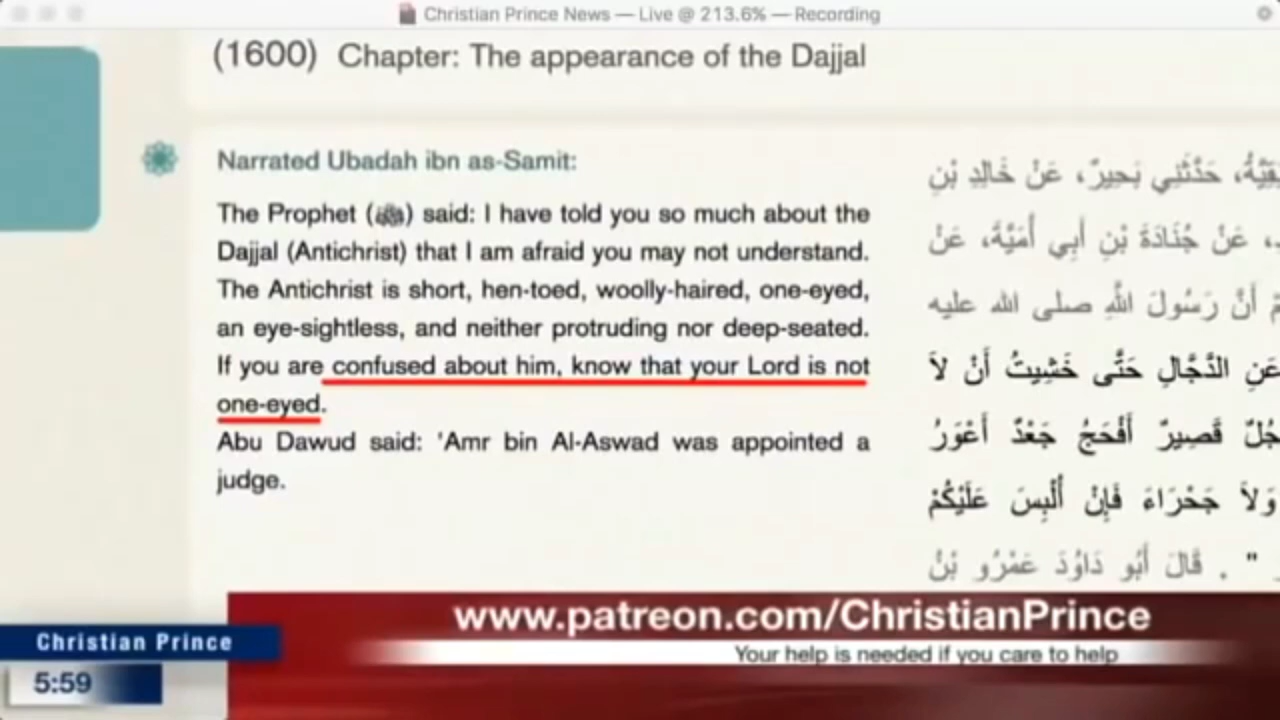 Christian Prince News — Live @ 213.6% — Recording
(1600) Chapter: The appearance of the Dajjal
Narrated Ubadah ibn as-Samit:
The Prophet (ﷺ) said: I have told you so much about the
Dajjal (Antichrist) that I am afraid you may not understand.
The Antichrist is short, hen-toed, woolly-haired, one-eyed,
an eye-sightless, and neither protruding nor deep-seated.
If you are confused about him, know that your Lord is not
one-eyed.
Abu Dawud said: 'Amr bin Al-Aswad was appointed a
judge.
حَدَّثَنِي بَحِيرٌ، عَنْ خَالِدِ بْنِ
عَنْ جُنَادَةَ بْنِ أَبِي أُمَيَّةَ، عَنْ
أَنَّ رَسُولَ اللَّهِ صلى الله عليه
عَنِ الدَّجَّالِ حَتَّى خَشِيتُ أَنْ لاَ
قَصِيرٌ أَفْحَجُ جَعْدٌ أَعْوَرُ
وَلاَ جَحْرَاءَ فَإِنْ أُلْبِسَ عَلَيْكُمْ
" . قَالَ أَبُو دَاوُدَ عَمْرُو بْنُ
www.patreon.com/ChristianPrince
Your help is needed if you care to help
Christian Prince
5:59